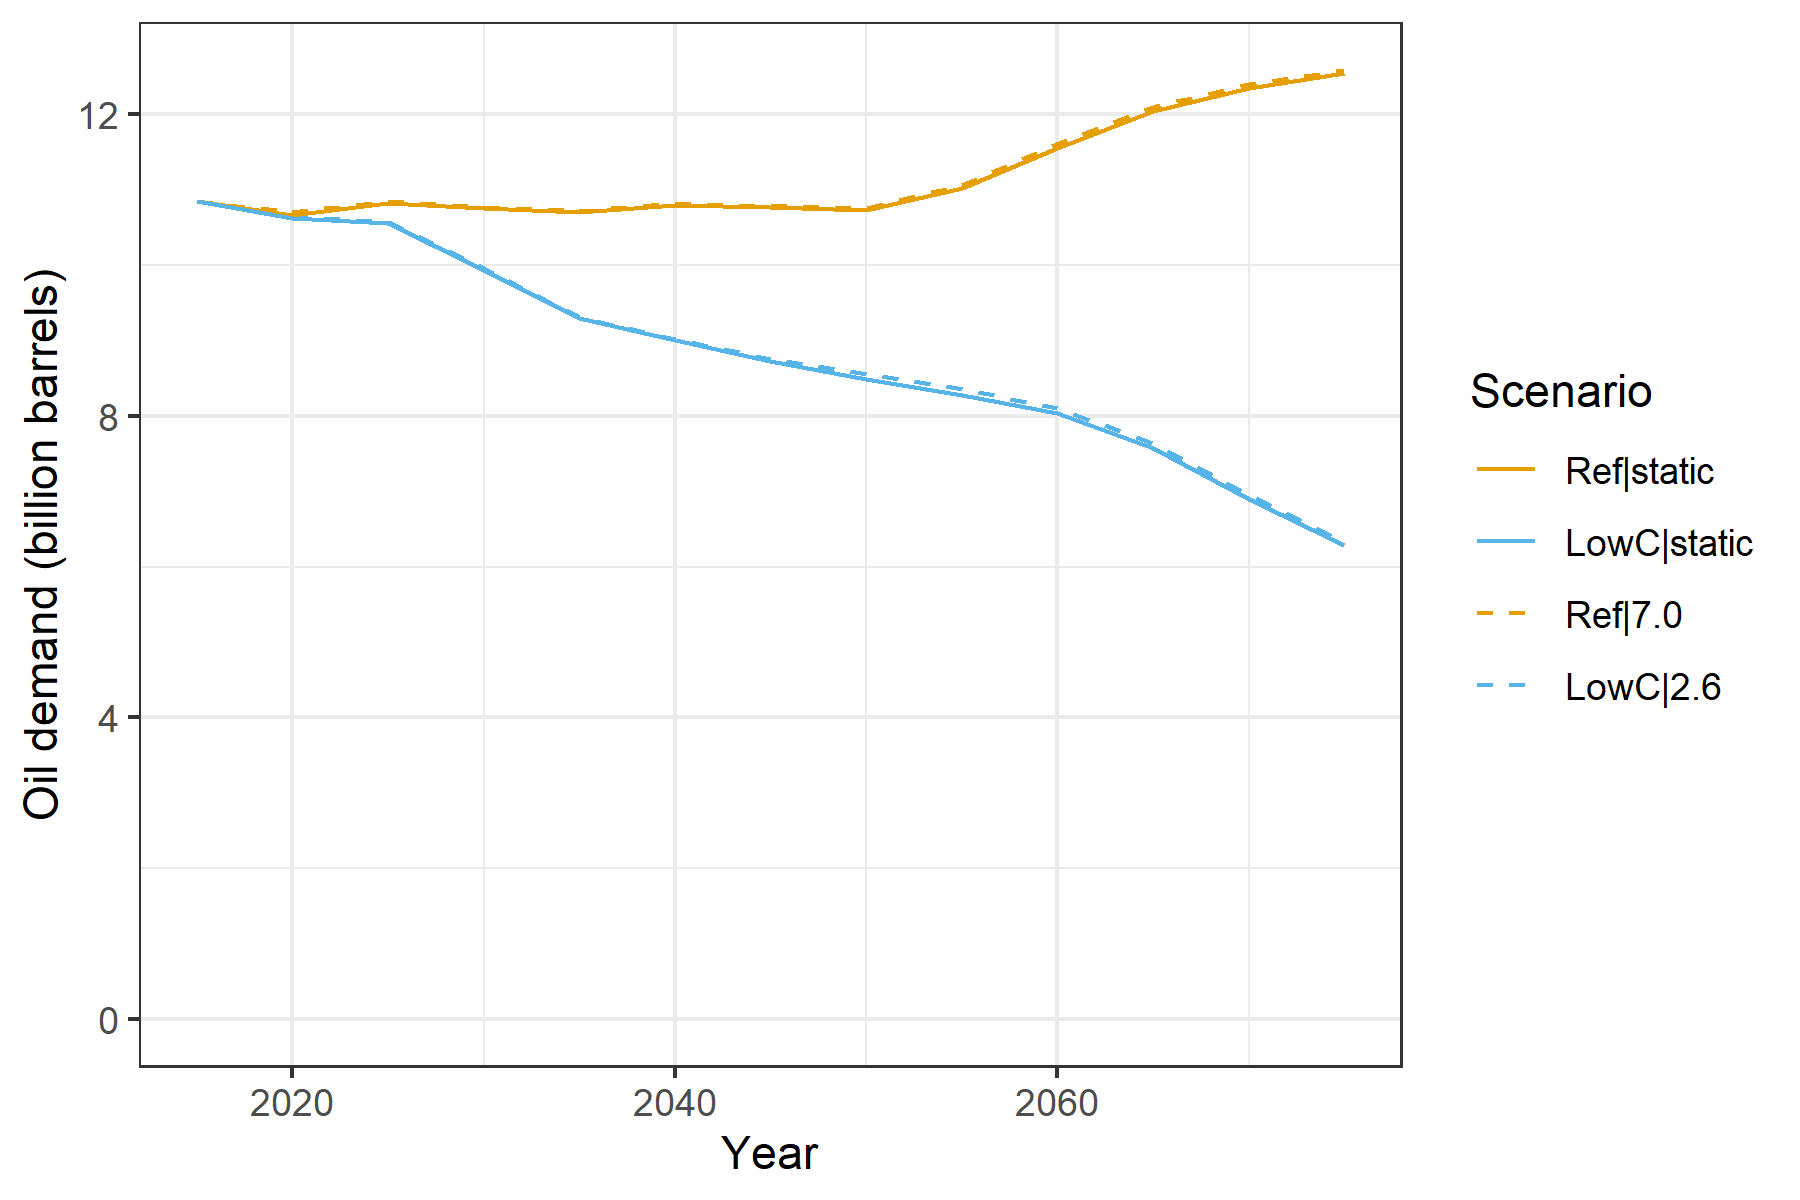 12
8
4
0
Oil demand (billion barrels)
2020
2040
2060
Year
Scenario
Ref|static
LowC|static
Ref|7.0
LowC|2.6